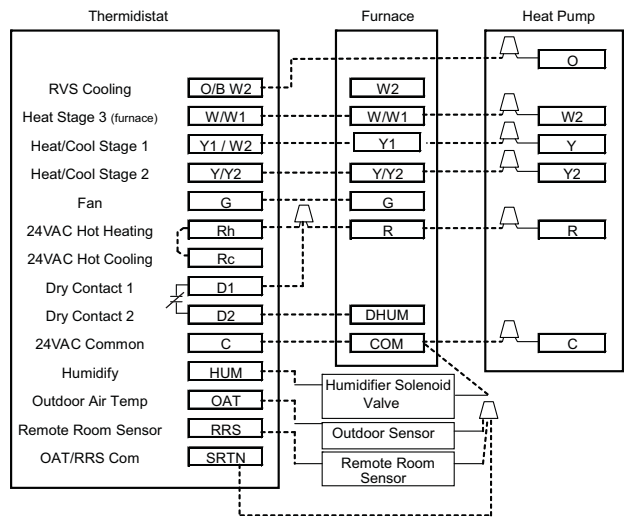 Thermidistat Furnace Heat Pump
O
RVS Cooling O/B W2 W2
Heat Stage 3 (furnace) W/W1 W/W1 W2
Heat/Cool Stage 1 Y1 / W2 Y1 Y
Heat/Cool Stage 2 Y/Y2 Y/Y2 Y2
Fan G G
24VAC Hot Heating Rh R R
24VAC Hot Cooling Rc
Dry Contact 1 D1
Dry Contact 2 D2 DHUM
24VAC Common C COM C
Humidify HUM Humidifier Solenoid
Valve
Outdoor Air Temp OAT
Outdoor Sensor
Remote Room Sensor RRS
OAT/RRS Com SRTN Remote Room
Sensor